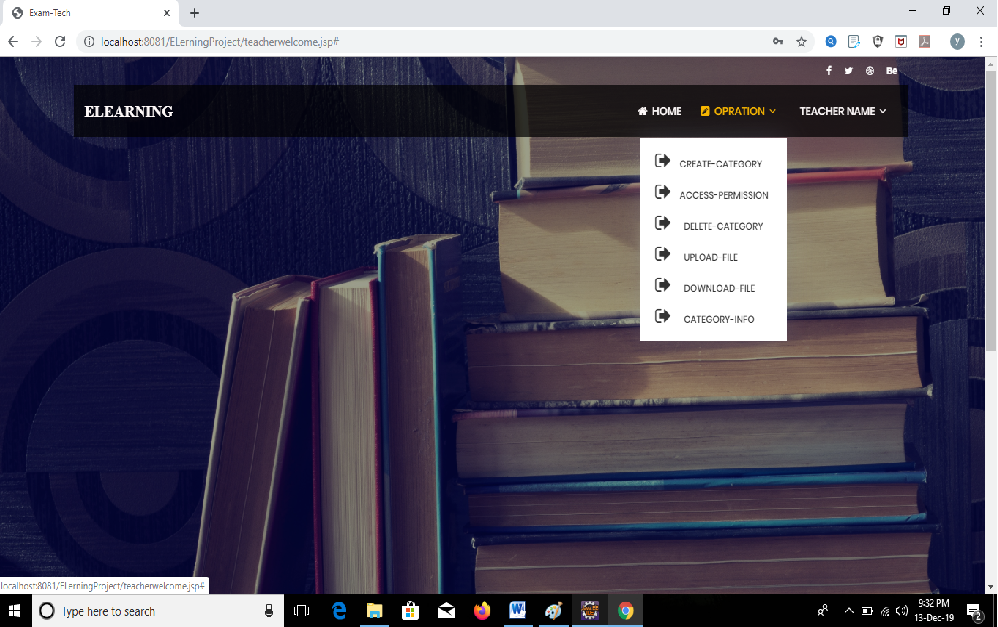 Exam-Tech
localhost:8081/ELerningProject/teacherwelcome.jsp#
Y
Be
ELEARNING
HOME
OPRATION
TEACHER NAME
CREATE-CATEGORY
ACCESS-PERMISSION
DELETE-CATEGORY
UPLOAD-FILE
DOWNLOAD-FILE
CATEGORY-INFO
localhost:8081/ELerningProject/teacherwelcome.jsp#
Type here to search
9:32 PM
13-Dec-19
2